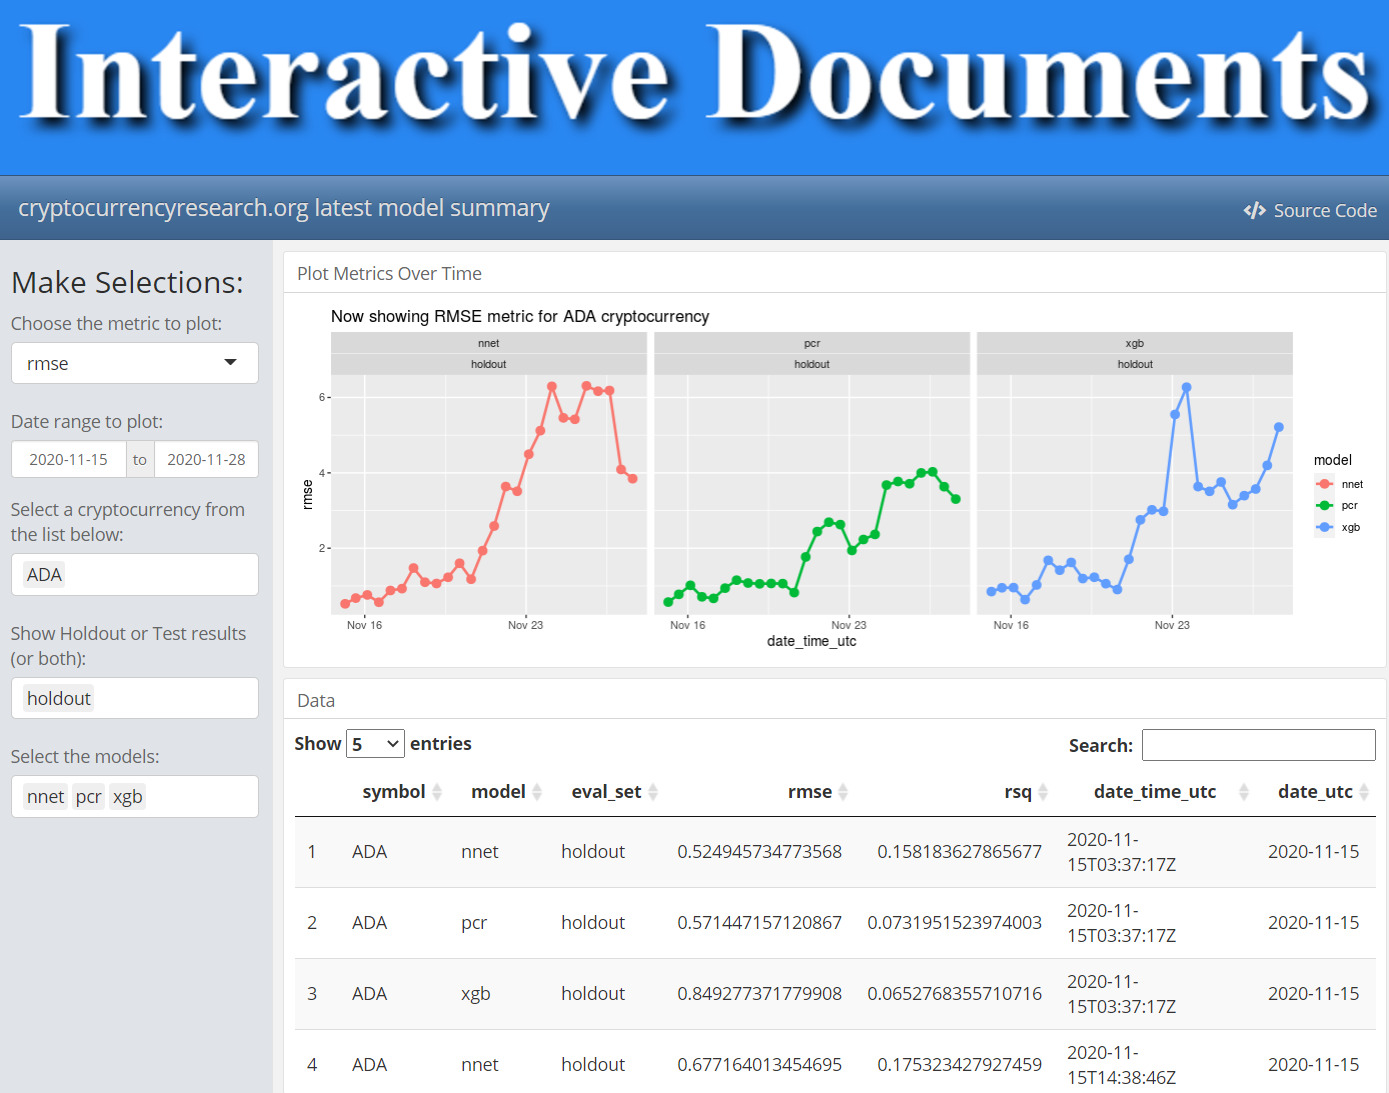 Interactive Documents
cryptocurrencyresearch.org latest model summary
Source Code
Make Selections:
Choose the metric to plot:
rmse
Date range to plot:
2020-11-15 to 2020-11-28
Select a cryptocurrency from
the list below:
ADA
Show Holdout or Test results
(or both):
holdout
Select the models:
nnet pcr xgb
Plot Metrics Over Time
Now showing RMSE metric for ADA cryptocurrency
nnet pcr xgb
holdout holdout holdout
6
4
2
rmse
Nov 16 Nov 23 Nov 16 Nov 23 Nov 16 Nov 23
date_time_utc
model
nnet
pcr
xgb
Data
Show 5 entries
Search:
symbol model eval_set rmse rsq date_time_utc date_utc
1 ADA nnet holdout 0.524945734773568 0.158183627865677 2020-11-15T03:37:17Z 2020-11-15
2 ADA pcr holdout 0.571447157120867 0.0731951523974003 2020-11-15T03:37:17Z 2020-11-15
3 ADA xgb holdout 0.849277371779908 0.0652768355710716 2020-11-15T03:37:17Z 2020-11-15
4 ADA nnet holdout 0.677164013454695 0.175323427927459 2020-11-15T14:38:46Z 2020-11-15